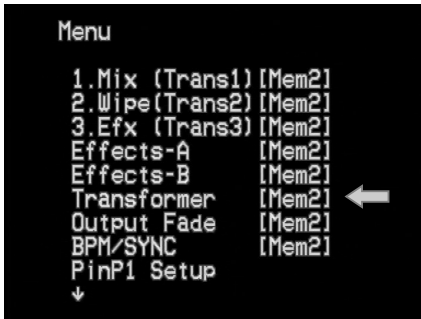 Menu
1.Mix (Trans1)[Mem2]
2.Wipe(Trans2)[Mem2]
3.Efx (Trans3)[Mem2]
Effects-A [Mem2]
Effects-B [Mem2]
Transformer [Mem2]
Output Fade [Mem2]
BPM/SYNC [Mem2]
PinP1 Setup
↓